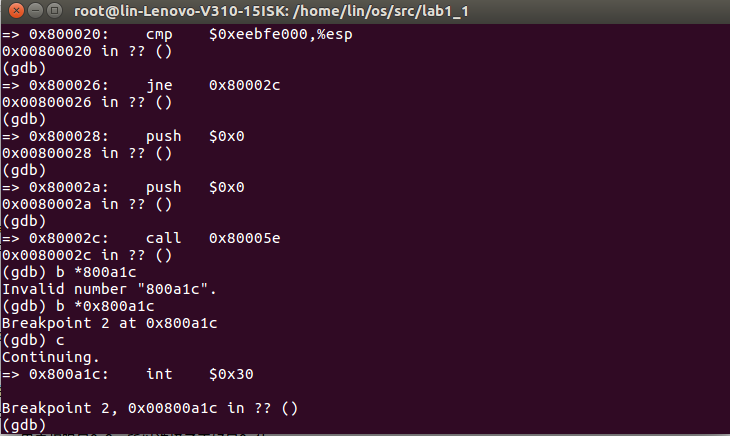 root@lin-Lenovo-V310-15ISK: /home/lin/os/src/lab1_1
=> 0x800020:    cmp    $0xeebfe000,%esp
0x00800020 in ?? ()
(gdb)
=> 0x800026:    jne    0x80002c
0x00800026 in ?? ()
(gdb)
=> 0x800028:    push   $0x0
0x00800028 in ?? ()
(gdb)
=> 0x80002a:    push   $0x0
0x0080002a in ?? ()
(gdb)
=> 0x80002c:    call   0x80005e
0x0080002c in ?? ()
(gdb) b *800a1c
Invalid number "800a1c".
(gdb) b *0x800a1c
Breakpoint 2 at 0x800a1c
(gdb) c
Continuing.
=> 0x800a1c:    int    $0x30
Breakpoint 2, 0x00800a1c in ?? ()
(gdb)